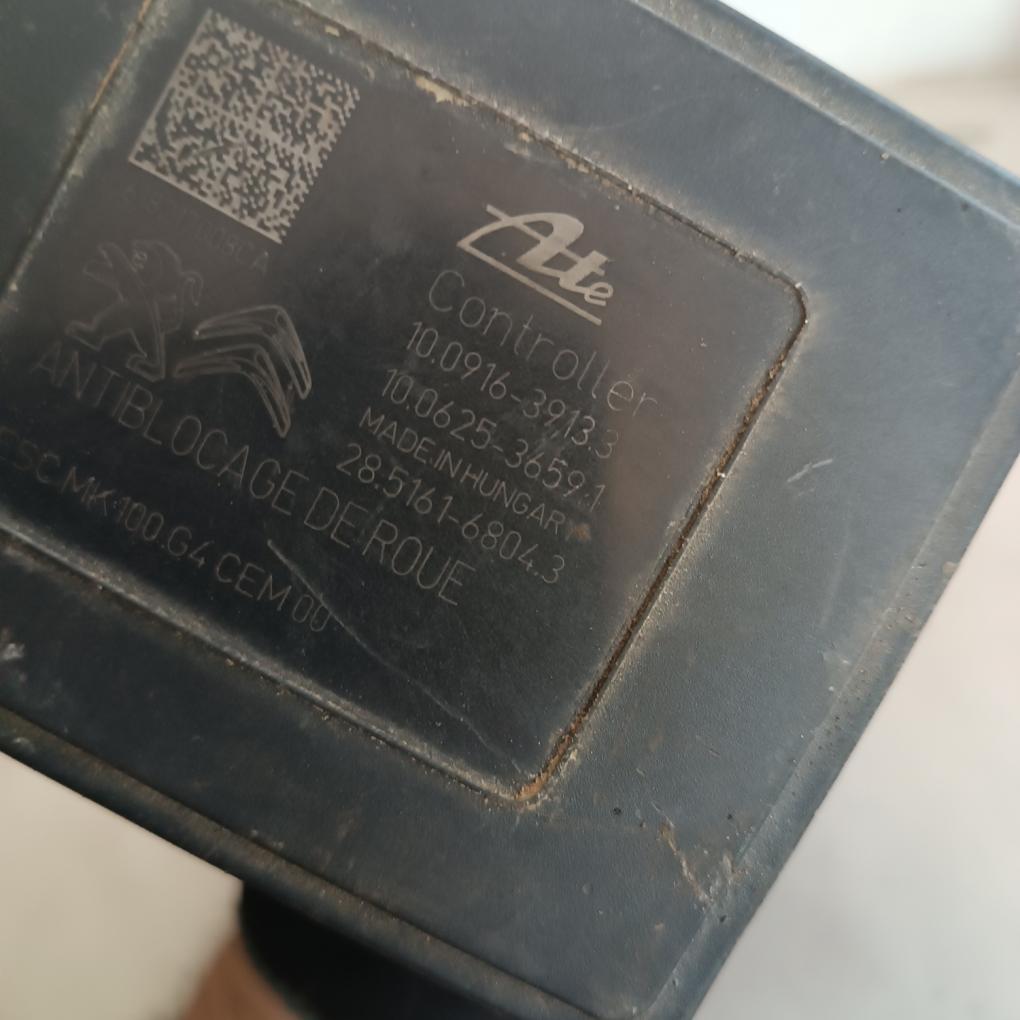 Ate
Controller
10.0916-3913.3
10.0625-3659.1
MADE IN HUNGARY
28.5161-6804.3
ANTIBLOCAGE DE ROUE
ESC MK 100.G4 CEM 00